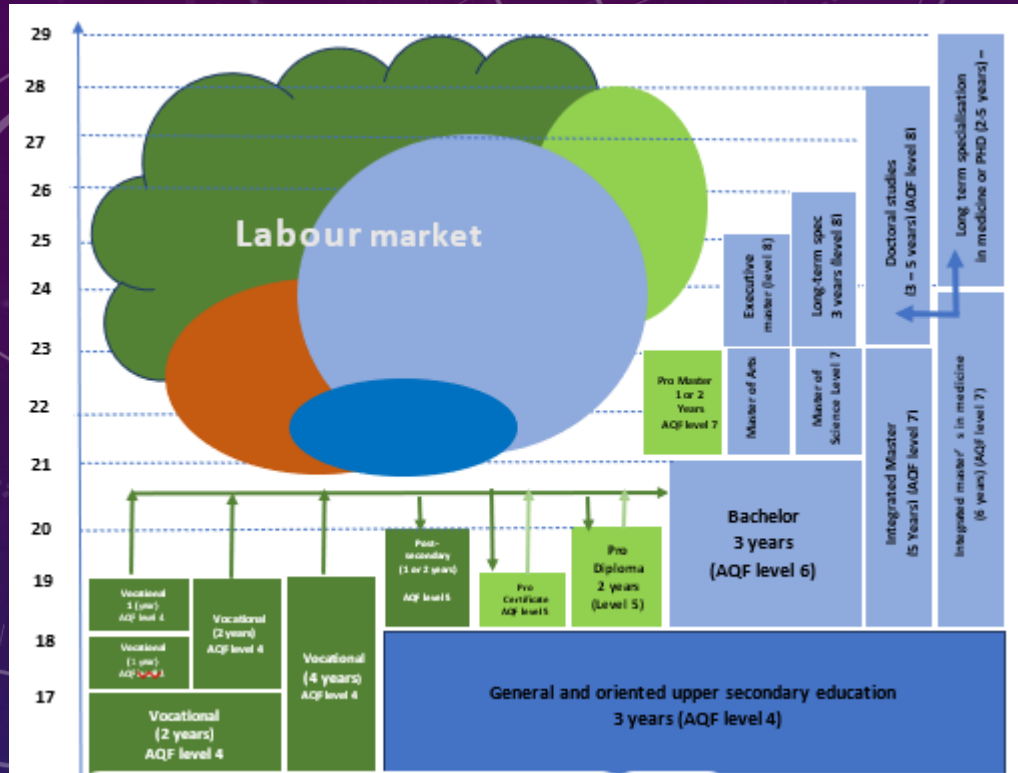 29
28
27
26
25
24
23
22
21
20
19
18
17
Labour market
Long term specialisation
in medicine or PHD (2-5 years) –
Doctoral studies
(3 – 5 years) (AQF level 8)
Long-term spec
3 years (level 8)
Executive
master (level 8)
Pro Master
1 or 2
Years
AQF level 7
Master of Arts
Master of
Science Level 7
Integrated Master
(5 Years) (AQF level 7)
Integrated master's in medicine
(6 years) (AQF level 7)
Bachelor
3 years
(AQF level 6)
Post-
secondary
(1 or 2 years)
AQF level 5
Pro
Certificate
AQF level 5
Pro
Diploma
2 years
(Level 5)
Vocational
1 (year)
AQF level 4
Vocational
(1 year)
AQF
Vocational
(2 years)
AQF level 4
Vocational
(4 years)
AQF level 4
Vocational
(2 years)
AQF level 4
General and oriented upper secondary education
3 years (AQF level 4)